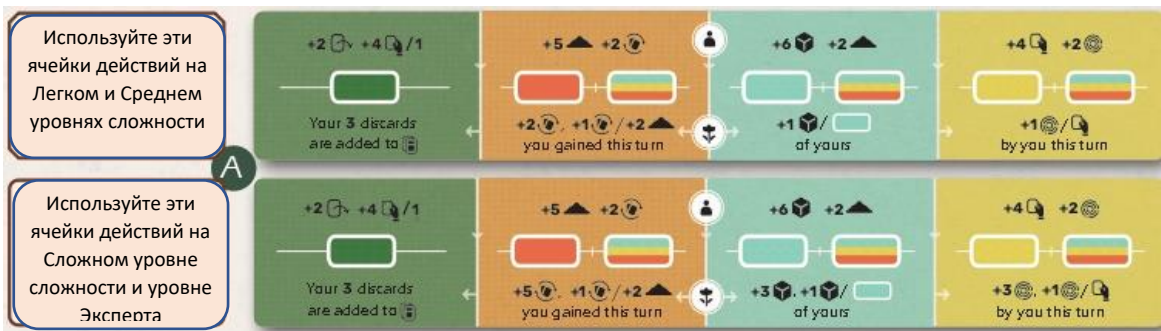 Используйте эти
ячейки действий на
Легком и Среднем
уровнях сложности
+2 +4 /1
+5 +2
+6 +2
+4 +2
Your 3 discards
are added to
+2 , +1 /+2
you gained this turn
+1 /
of yours
+1 /
by you this turn
A
Используйте эти
ячейки действий на
Сложном уровне
сложности и уровне
Эксперта
+2 +4 /1
+5 +2
+6 +2
+4 +2
Your 3 discards
are added to
+5 , +1 /+2
you gained this turn
+3 , +1 /
of yours
+3 , +1 /
by you this turn